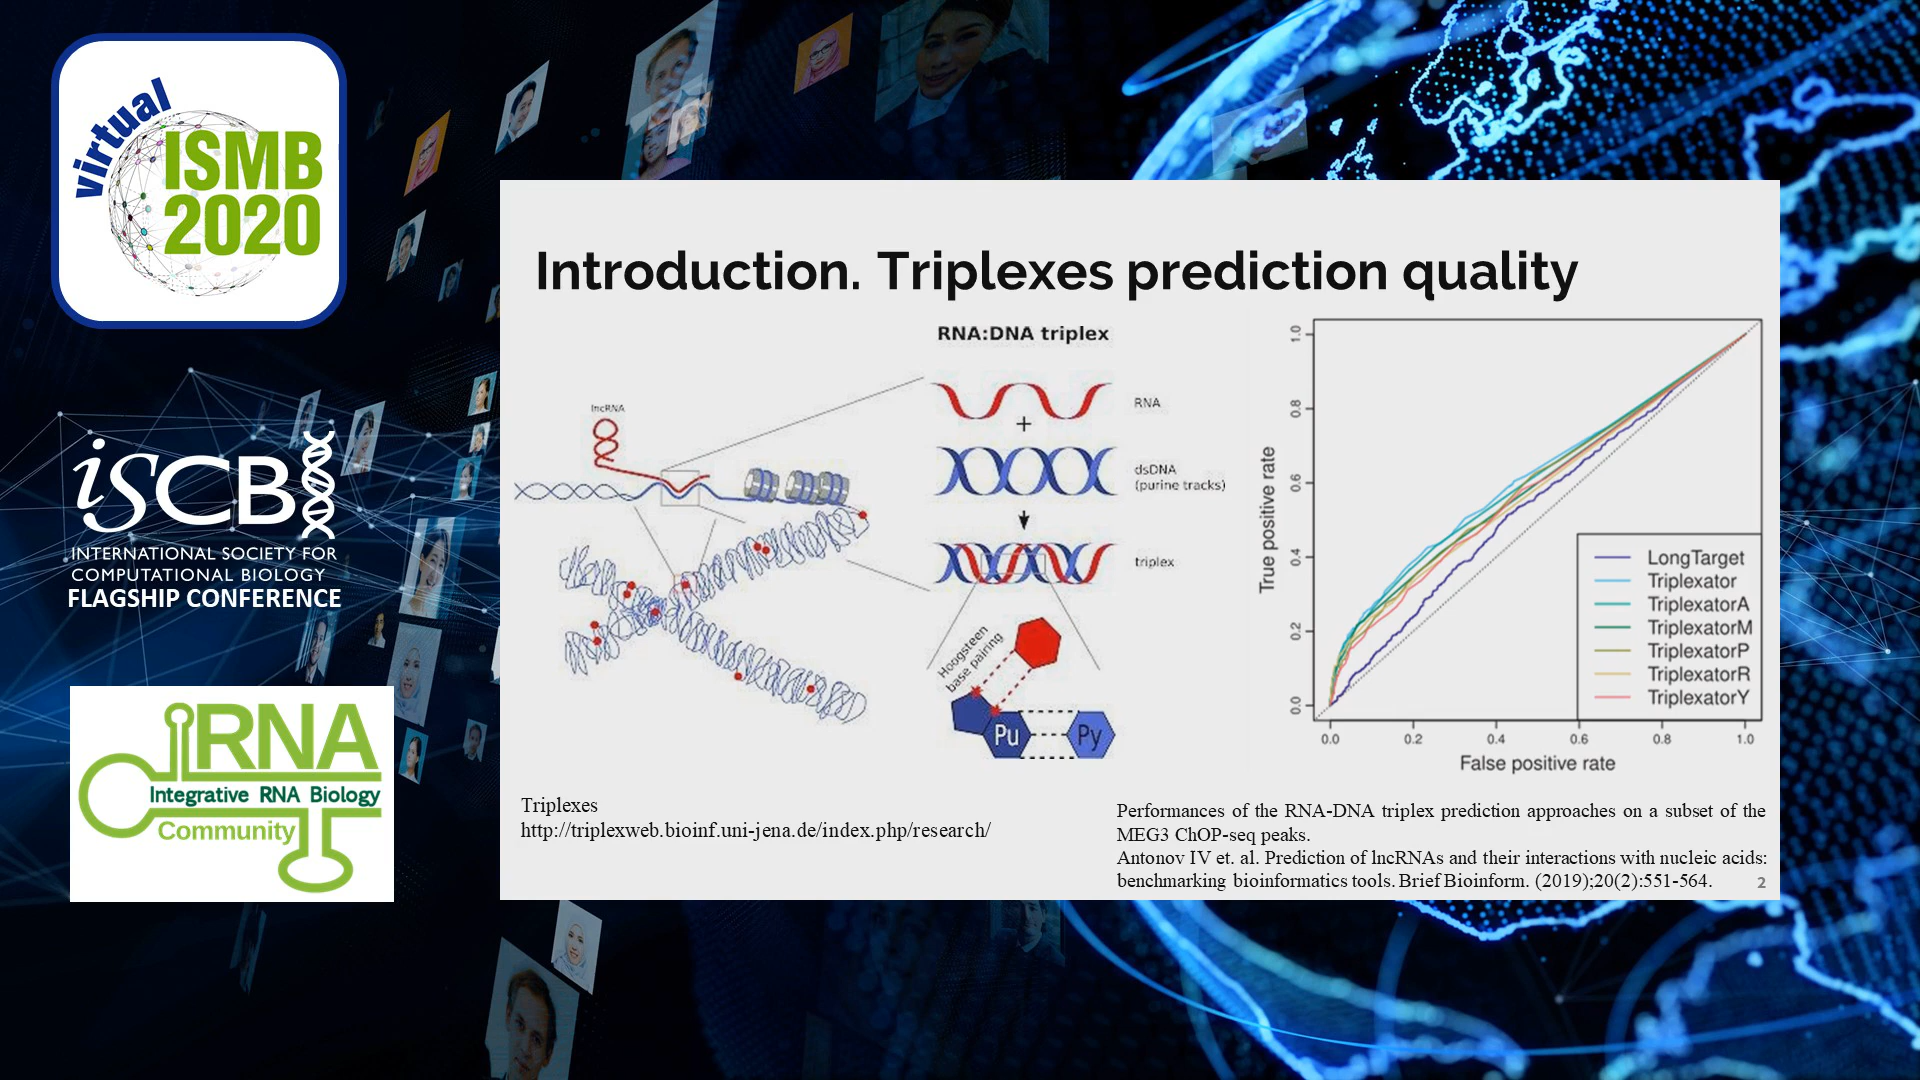 virtual
ISMB
2020
iSCB
INTERNATIONAL SOCIETY FOR
COMPUTATIONAL BIOLOGY
FLAGSHIP CONFERENCE
iRNA
Integrative RNA Biology
Community
Introduction. Triplexes prediction quality
RNA:DNA triplex
lncRNA
RNA
+
dsDNA
(purine tracks)
triplex
Hoogsteen
base pairing
Pu
Py
True positive rate
1.0
0.8
0.6
0.4
0.2
0.0
LongTarget
Triplexator
TriplexatorA
TriplexatorM
TriplexatorP
TriplexatorR
TriplexatorY
0.0 0.2 0.4 0.6 0.8 1.0
False positive rate
Triplexes
http://triplexweb.bioinf.uni-jena.de/index.php/research/
Performances of the RNA-DNA triplex prediction approaches on a subset of the
MEG3 ChOP-seq peaks.
Antonov IV et. al. Prediction of lncRNAs and their interactions with nucleic acids:
benchmarking bioinformatics tools. Brief Bioinform. (2019);20(2):551-564.
2